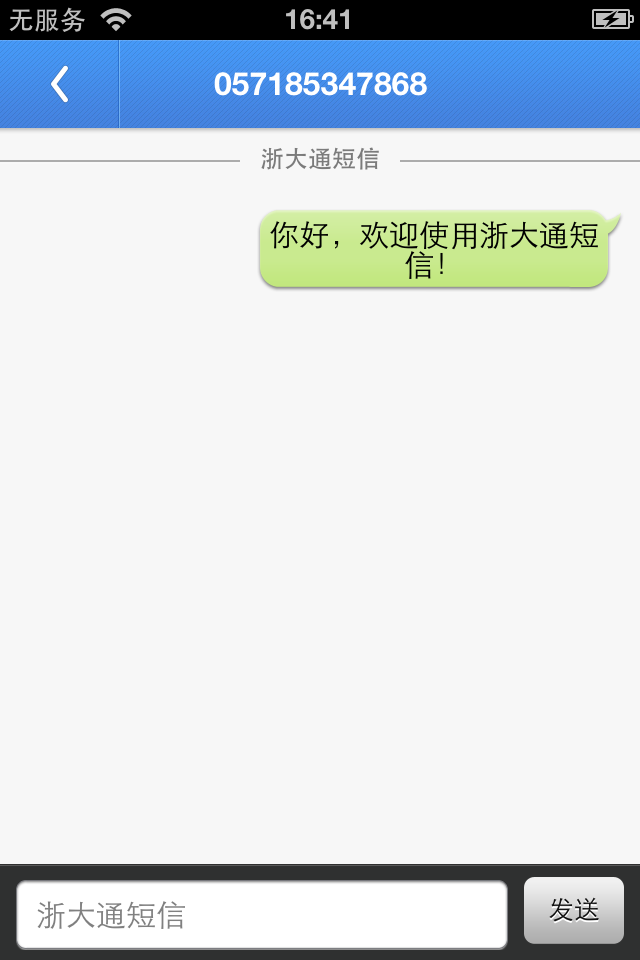 无服务 16:41
057185347868
浙大通短信
你好，欢迎使用浙大通短
信！
浙大通短信 发送